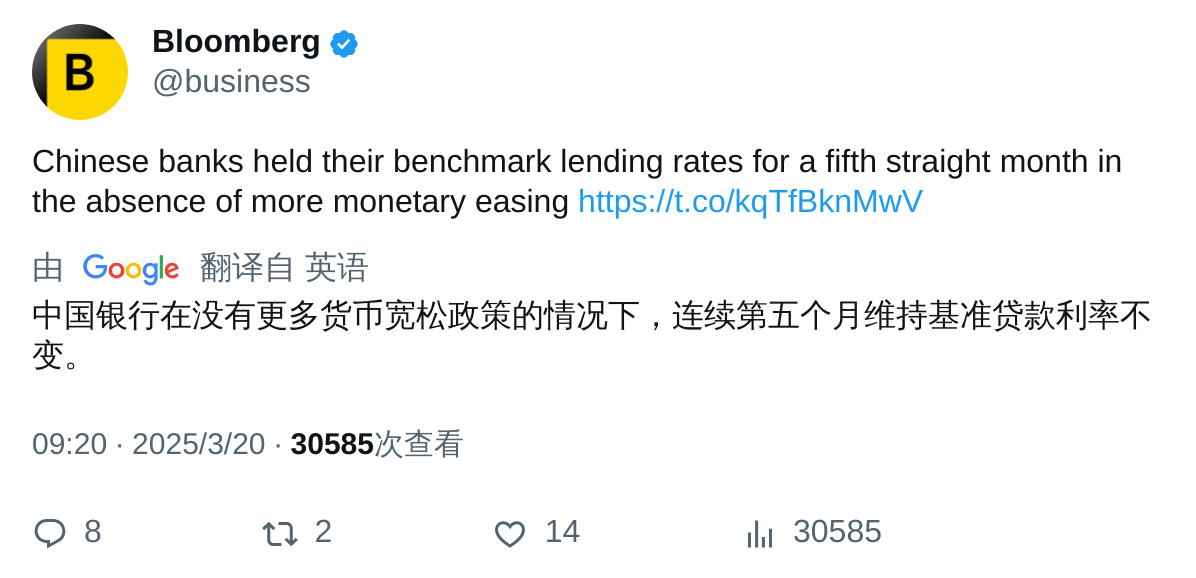 B
Bloomberg
@business
Chinese banks held their benchmark lending rates for a fifth straight month in
the absence of more monetary easing https://t.co/kqTfBknMwV
由 Google 翻译自 英语
中国银行在没有更多货币宽松政策的情况下，连续第五个月维持基准贷款利率不
变。
09:20 · 2025/3/20 · 30585次查看
8 2 14 30585